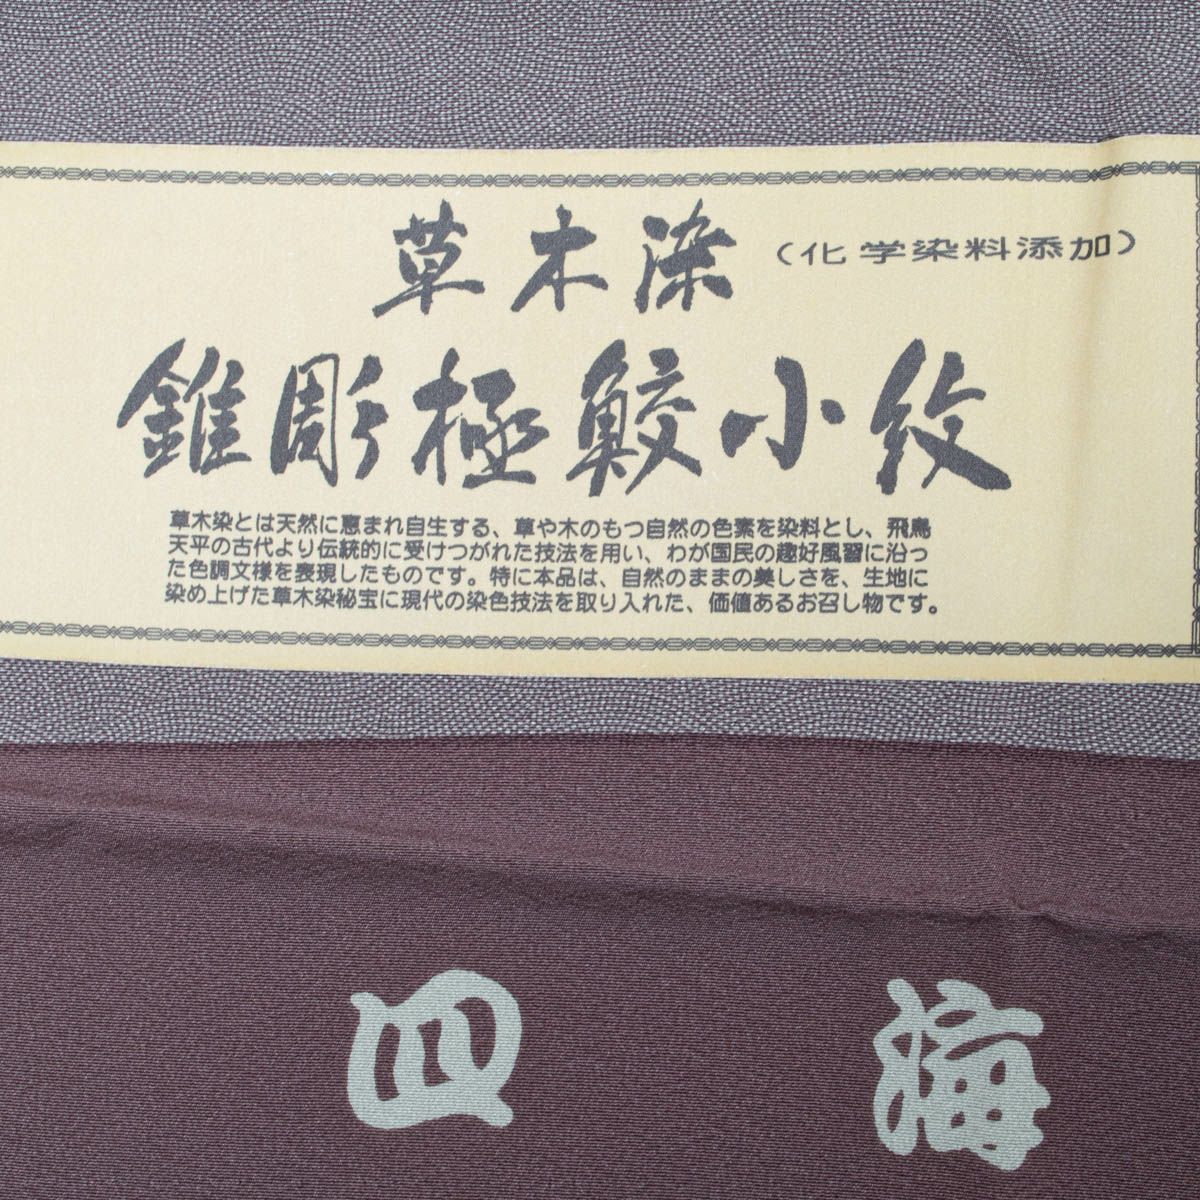 草木染（化学染料添加）
錐彫極鮫小紋
草木染とは天然に恵まれ自生する、草や木のもつ自然の色素を染料とし、飛鳥
天平の古代より伝統的に受けつがれた技法を用い、わが国民の趣好風習に沿っ
た色調文様を表現したものです。特に本品は、自然のままの美しさを、生地に
染め上げた草木染秘宝に現代の染色技法を取り入れた、価値あるお召し物です。
四海